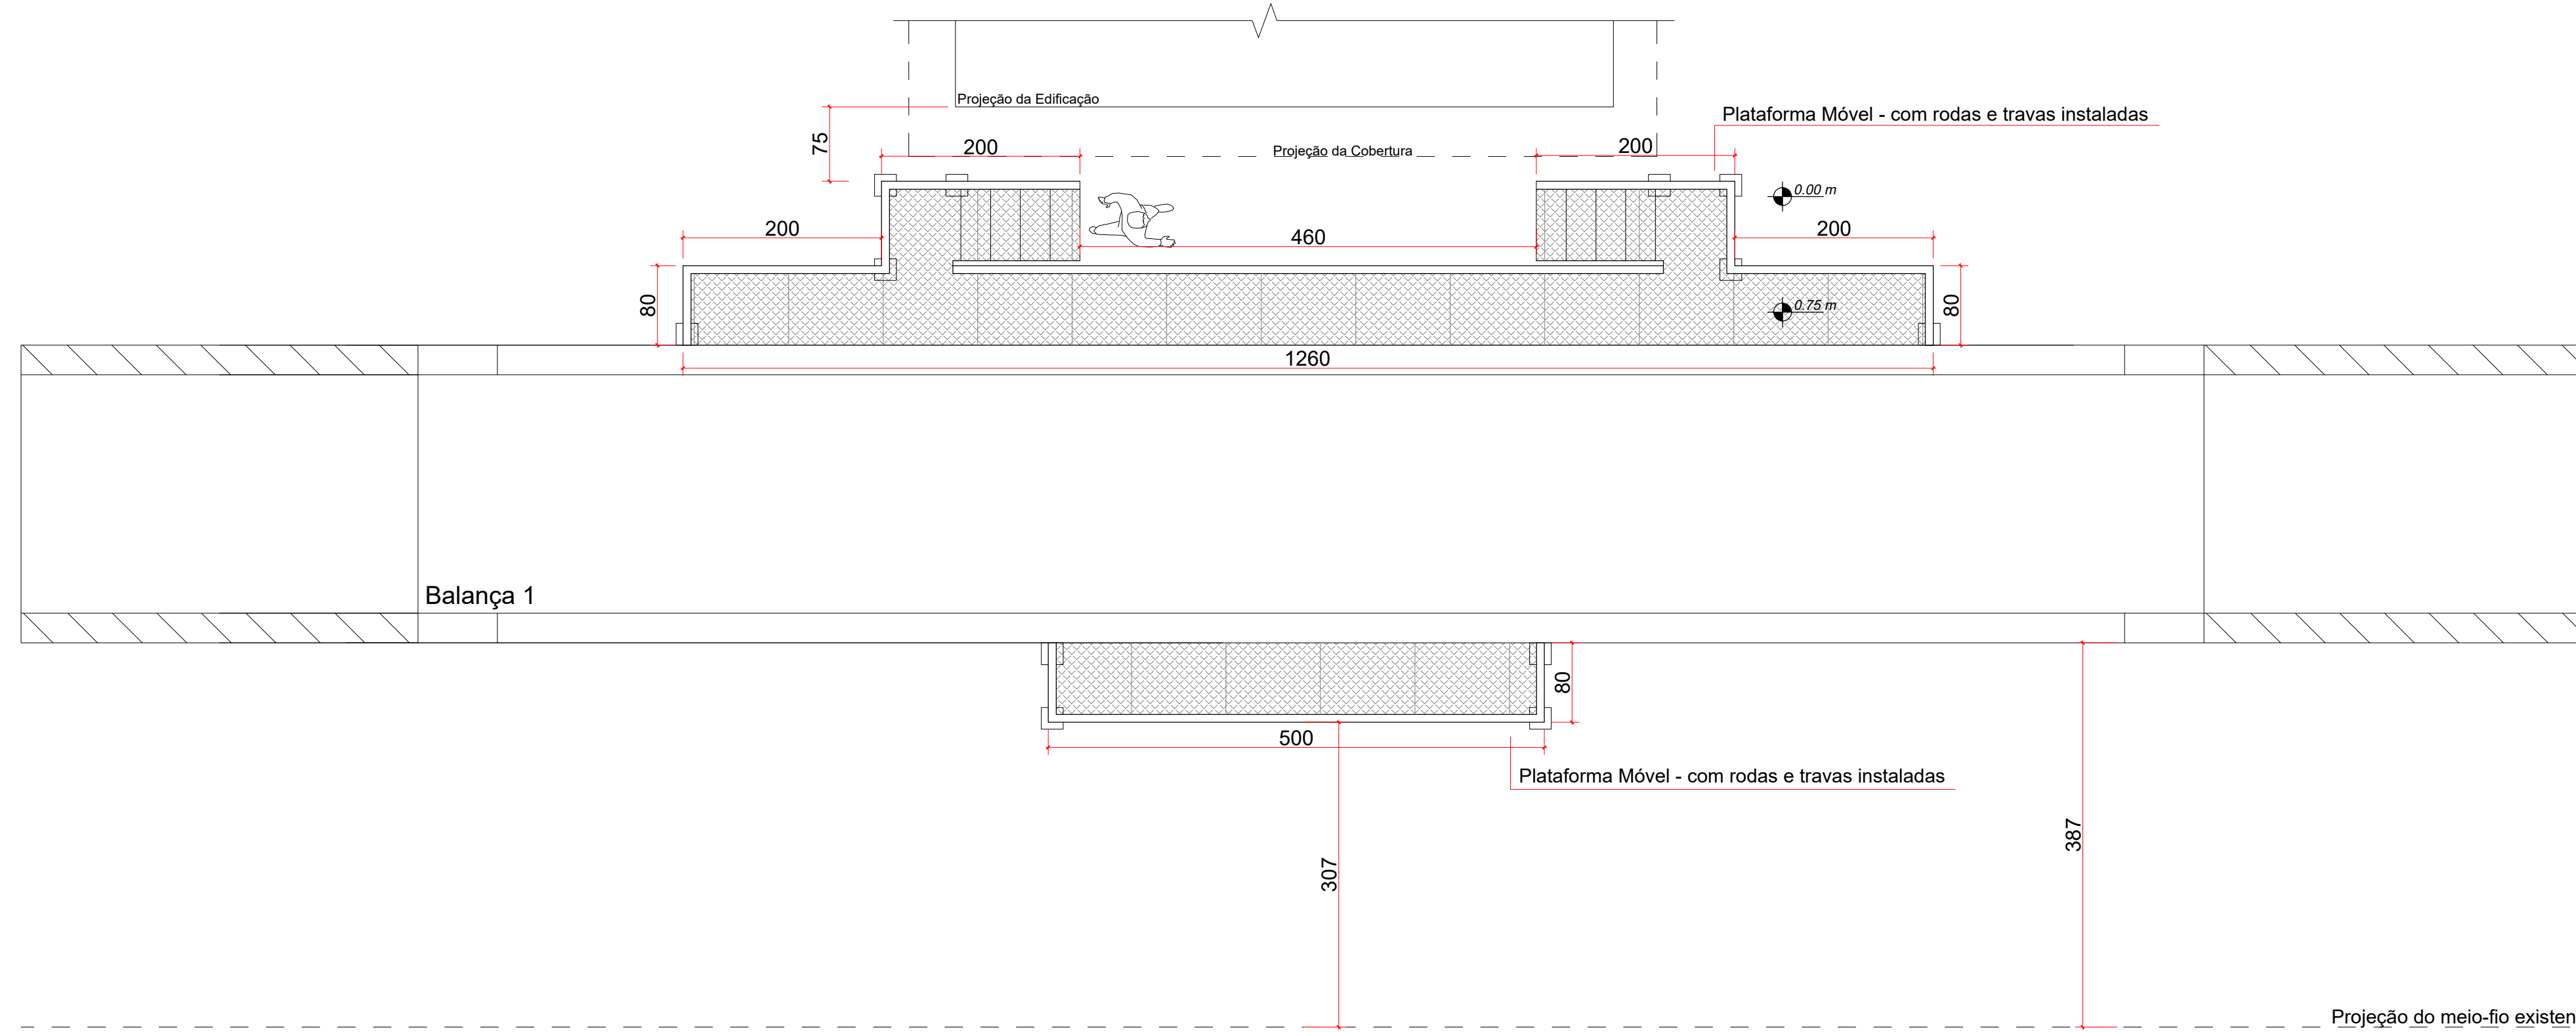 Projeção da Edificação
Plataforma Móvel - com rodas e travas instaladas
75
200
Projeção da Cobertura
200
0.00 m
200
460
200
80
0.75 m
80
1260
Balança 1
80
500
Plataforma Móvel - com rodas e travas instaladas
307
387
Projeção do meio-fio existen